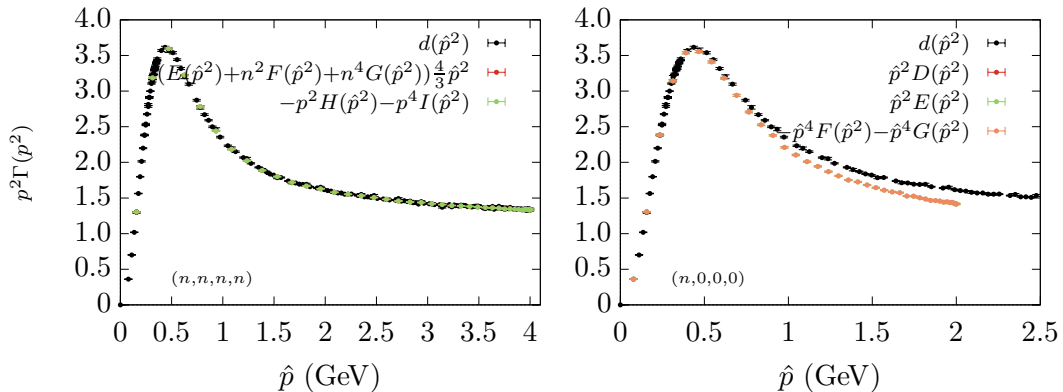 p²Γ(p²)
4.0
3.5
3.0
2.5
2.0
1.5
1.0
0.5
0
d(p̂²)
(E(p̂²)+n²F(p̂²)+n⁴G(p̂²))4/3p̂²
−p²H(p̂²)−p⁴I(p̂²)
(n,n,n,n)
0 0.5 1 1.5 2 2.5 3 3.5 4
p̂ (GeV)
4.0
3.5
3.0
2.5
2.0
1.5
1.0
0.5
0
d(p̂²)
p̂²D(p̂²)
p̂²E(p̂²)
−p̂⁴F(p̂²)−p̂⁴G(p̂²)
(n,0,0,0)
0 0.5 1 1.5 2 2.5
p̂ (GeV)